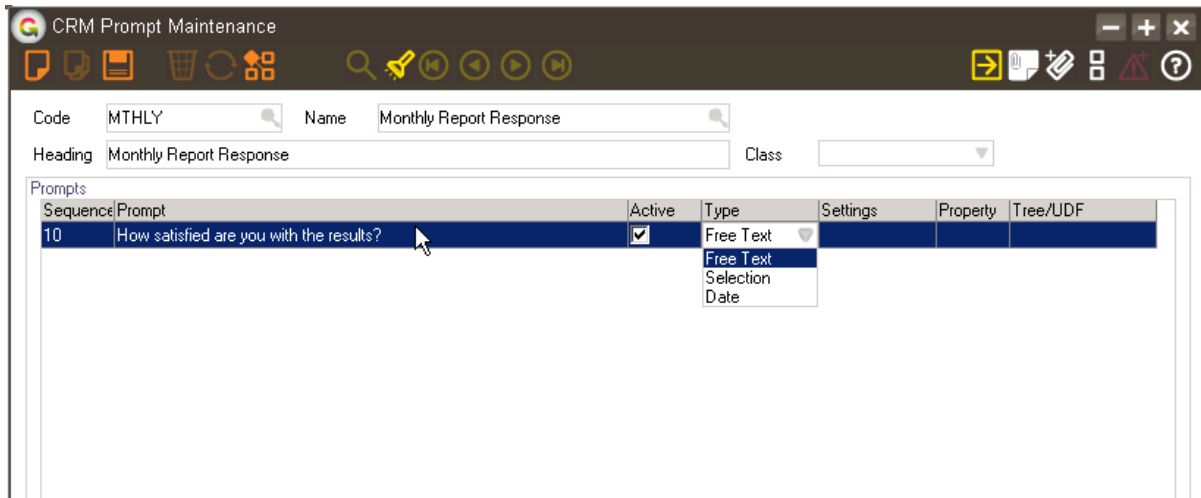 CRM Prompt Maintenance
Code MTHLY Name Monthly Report Response
Heading Monthly Report Response Class
Prompts
Sequence Prompt Active Type Settings Property Tree/UDF
10 How satisfied are you with the results? Free Text
Free Text
Selection
Date